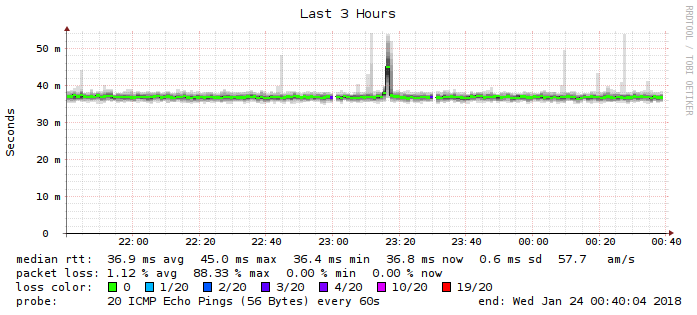 Last 3 Hours
RRDTOOL / TOBI OETIKER
Seconds
50 m
40 m
30 m
20 m
10 m
0
22:00 22:20 22:40 23:00 23:20 23:40 00:00 00:20 00:40
median rtt: 36.9 ms avg 45.0 ms max 36.4 ms min 36.8 ms now 0.6 ms sd 57.7 am/s
packet loss: 1.12 % avg 88.33 % max 0.00 % min 0.00 % now
loss color: 0 1/20 2/20 3/20 4/20 10/20 19/20
probe: 20 ICMP Echo Pings (56 Bytes) every 60s end: Wed Jan 24 00:40:04 2018